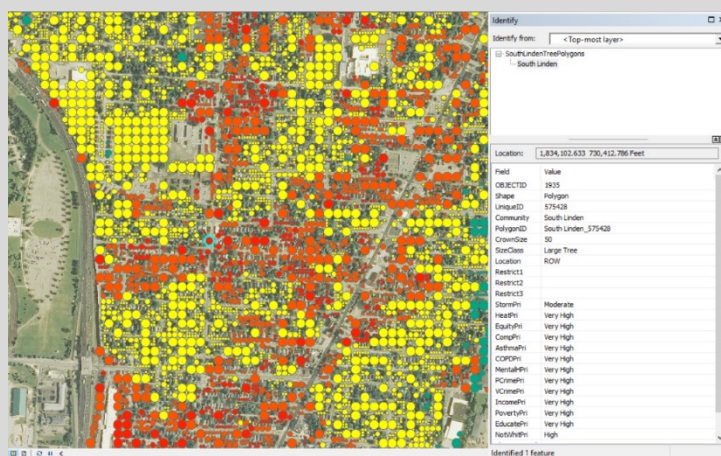 Identify
Identify from: <Top-most layer>
SouthLindenTreePolygons
South Linden
Location: 1,834,102.633 730,412.786 Feet
Field Value
OBJECTID 1935
Shape Polygon
UniqueID 575428
Community South Linden
PolygonID South Linden_575428
CrownSize 50
SizeClass Large Tree
Location ROW
Restrict1
Restrict2
Restrict3
StormPri Moderate
HeatPri Very High
EquityPri Very High
CompPri Very High
AsthmaPri Very High
COPDPri Very High
MentalHPri Very High
PCrimePri Very High
VCrimePri Very High
IncomePri Very High
PovertyPri Very High
EducatePri Very High
NotWhitPri High
Identified 1 feature